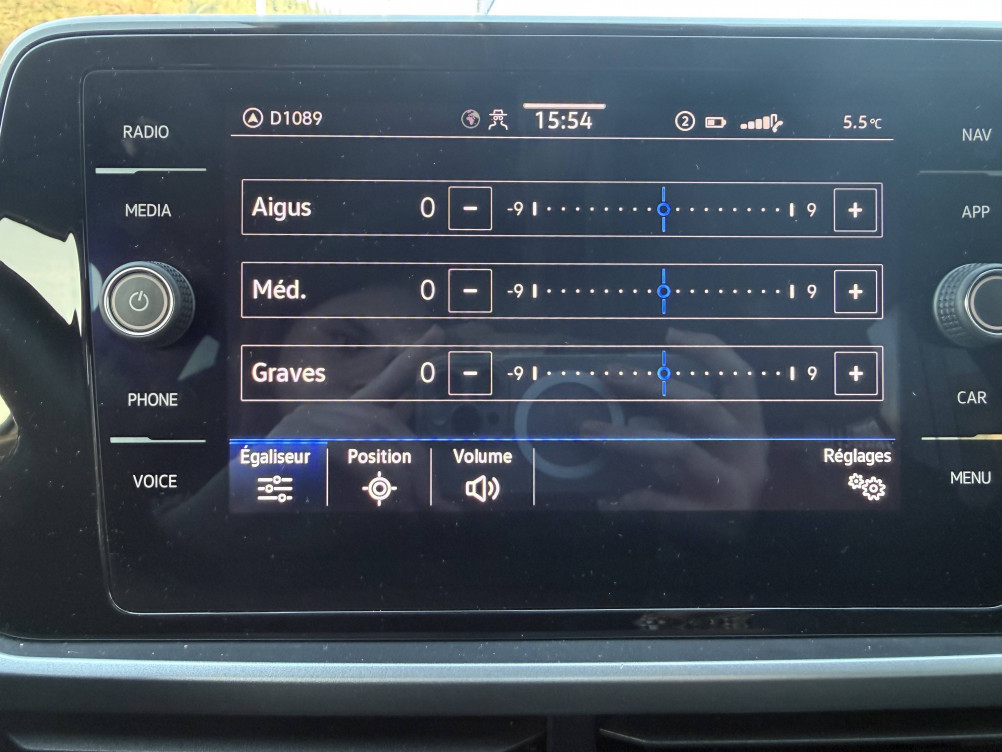 D1089 15:54 2 5.5°C
RADIO
NAV
MEDIA
APP
Aigus 0 - -9 9 +
Méd. 0 - -9 9 +
Graves 0 - -9 9 +
PHONE
CAR
Égaliseur Position Volume Réglages
VOICE
MENU